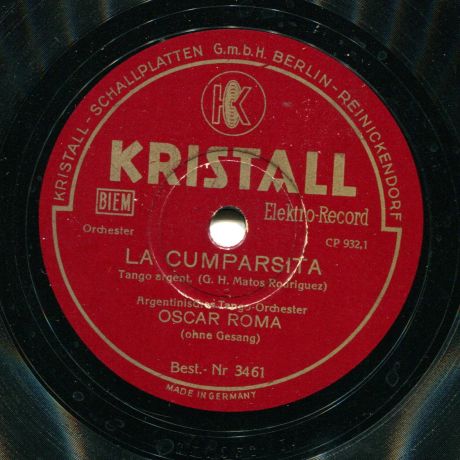 KRISTALL-SCHALLPLATTEN G.m.b.H. BERLIN-REINICKENDORF
K
KRISTALL
BIEM
Elektro-Record
Orchester
CP 932,1
LA CUMPARSITA
Tango argent. (G. H. Matos Rodriguez)
Argentinisches Tango-Orchester
OSCAR ROMA
(ohne Gesang)
Best.- Nr 3461
MADE IN GERMANY